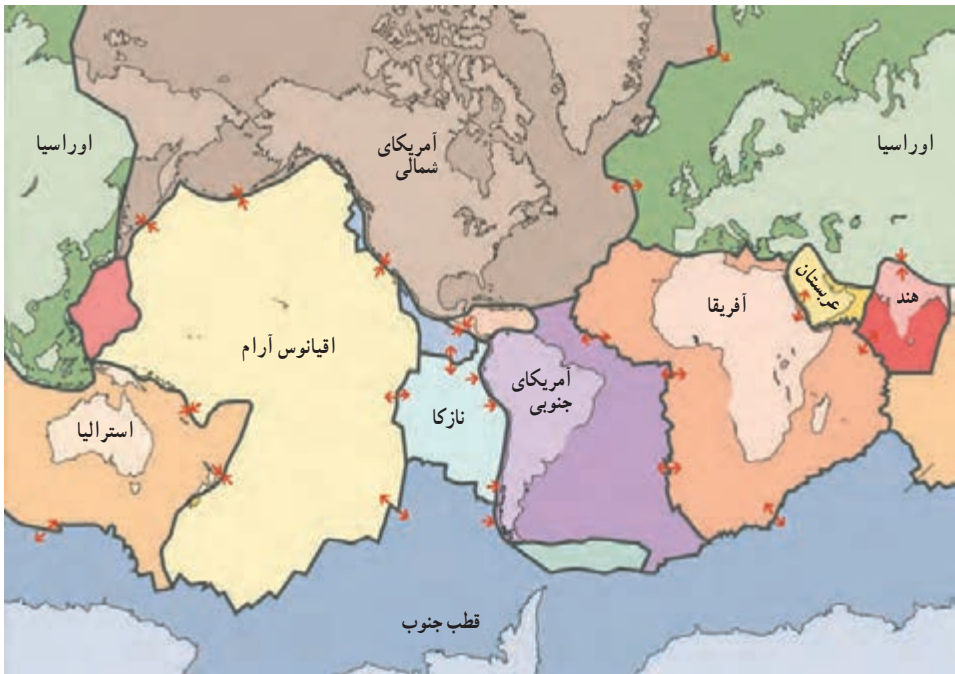 اوراسیا
آمریکای
شمالی
اوراسیا
عربستان
هند
آفریقا
اقیانوس آرام
آمریکای
جنوبی
نازکا
استرالیا
قطب جنوب